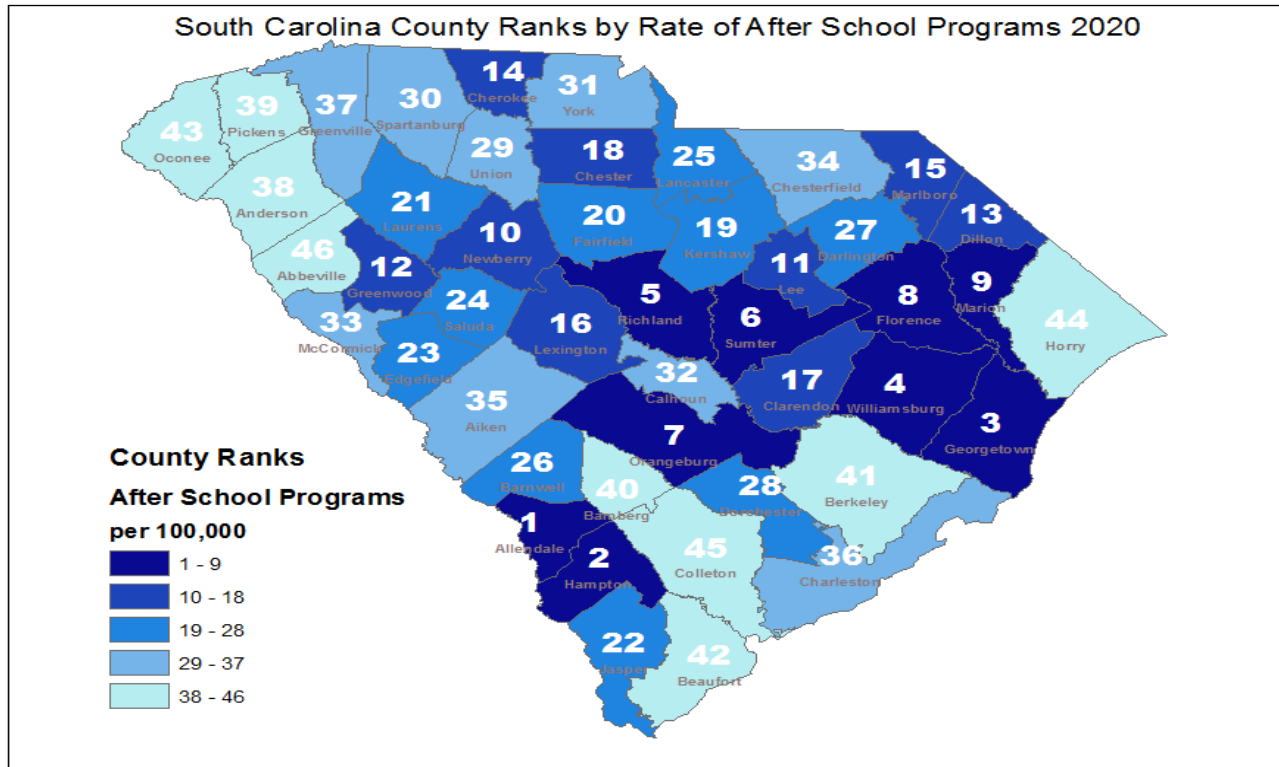 South Carolina County Ranks by Rate of After School Programs 2020
14
Cherokee
31
York
39
Pickens
37
Greenville
30
Spartanburg
43
Oconee
29
Union
18
Chester
25
Lancaster
34
Chesterfield
15
Marlboro
38
Anderson
21
Laurens
10
Newberry
20
Fairfield
19
Kershaw
27
Darlington
13
Dillon
46
Abbeville
12
Greenwood
11
Lee
9
Marion
24
Saluda
5
Richland
8
Florence
33
McCormick
16
Lexington
6
Sumter
44
Horry
23
Edgefield
32
Calhoun
17
Clarendon
4
Williamsburg
35
Aiken
3
Georgetown
7
Orangeburg
26
Barnwell
40
Bamberg
28
Dorchester
41
Berkeley
1
Allendale
2
Hampton
45
Colleton
36
Charleston
22
Jasper
42
Beaufort
County Ranks
After School Programs
per 100,000
1 - 9
10 - 18
19 - 28
29 - 37
38 - 46